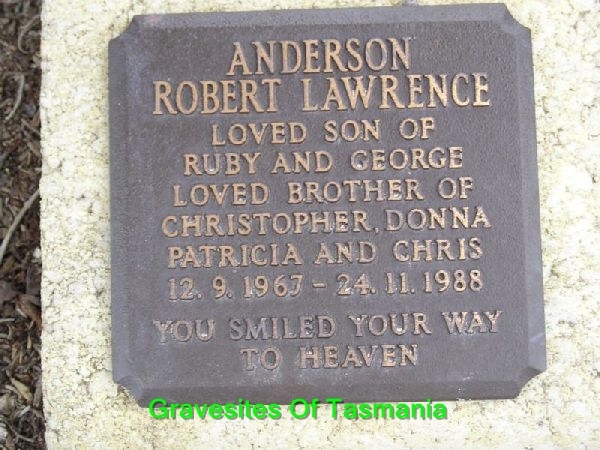 ANDERSON
ROBERT LAWRENCE
LOVED SON OF
RUBY AND GEORGE
LOVED BROTHER OF
CHRISTOPHER, DONNA
PATRICIA AND CHRIS
12. 9. 1967 - 24. 11. 1988
YOU SMILED YOUR WAY
TO HEAVEN
Gravesites Of Tasmania